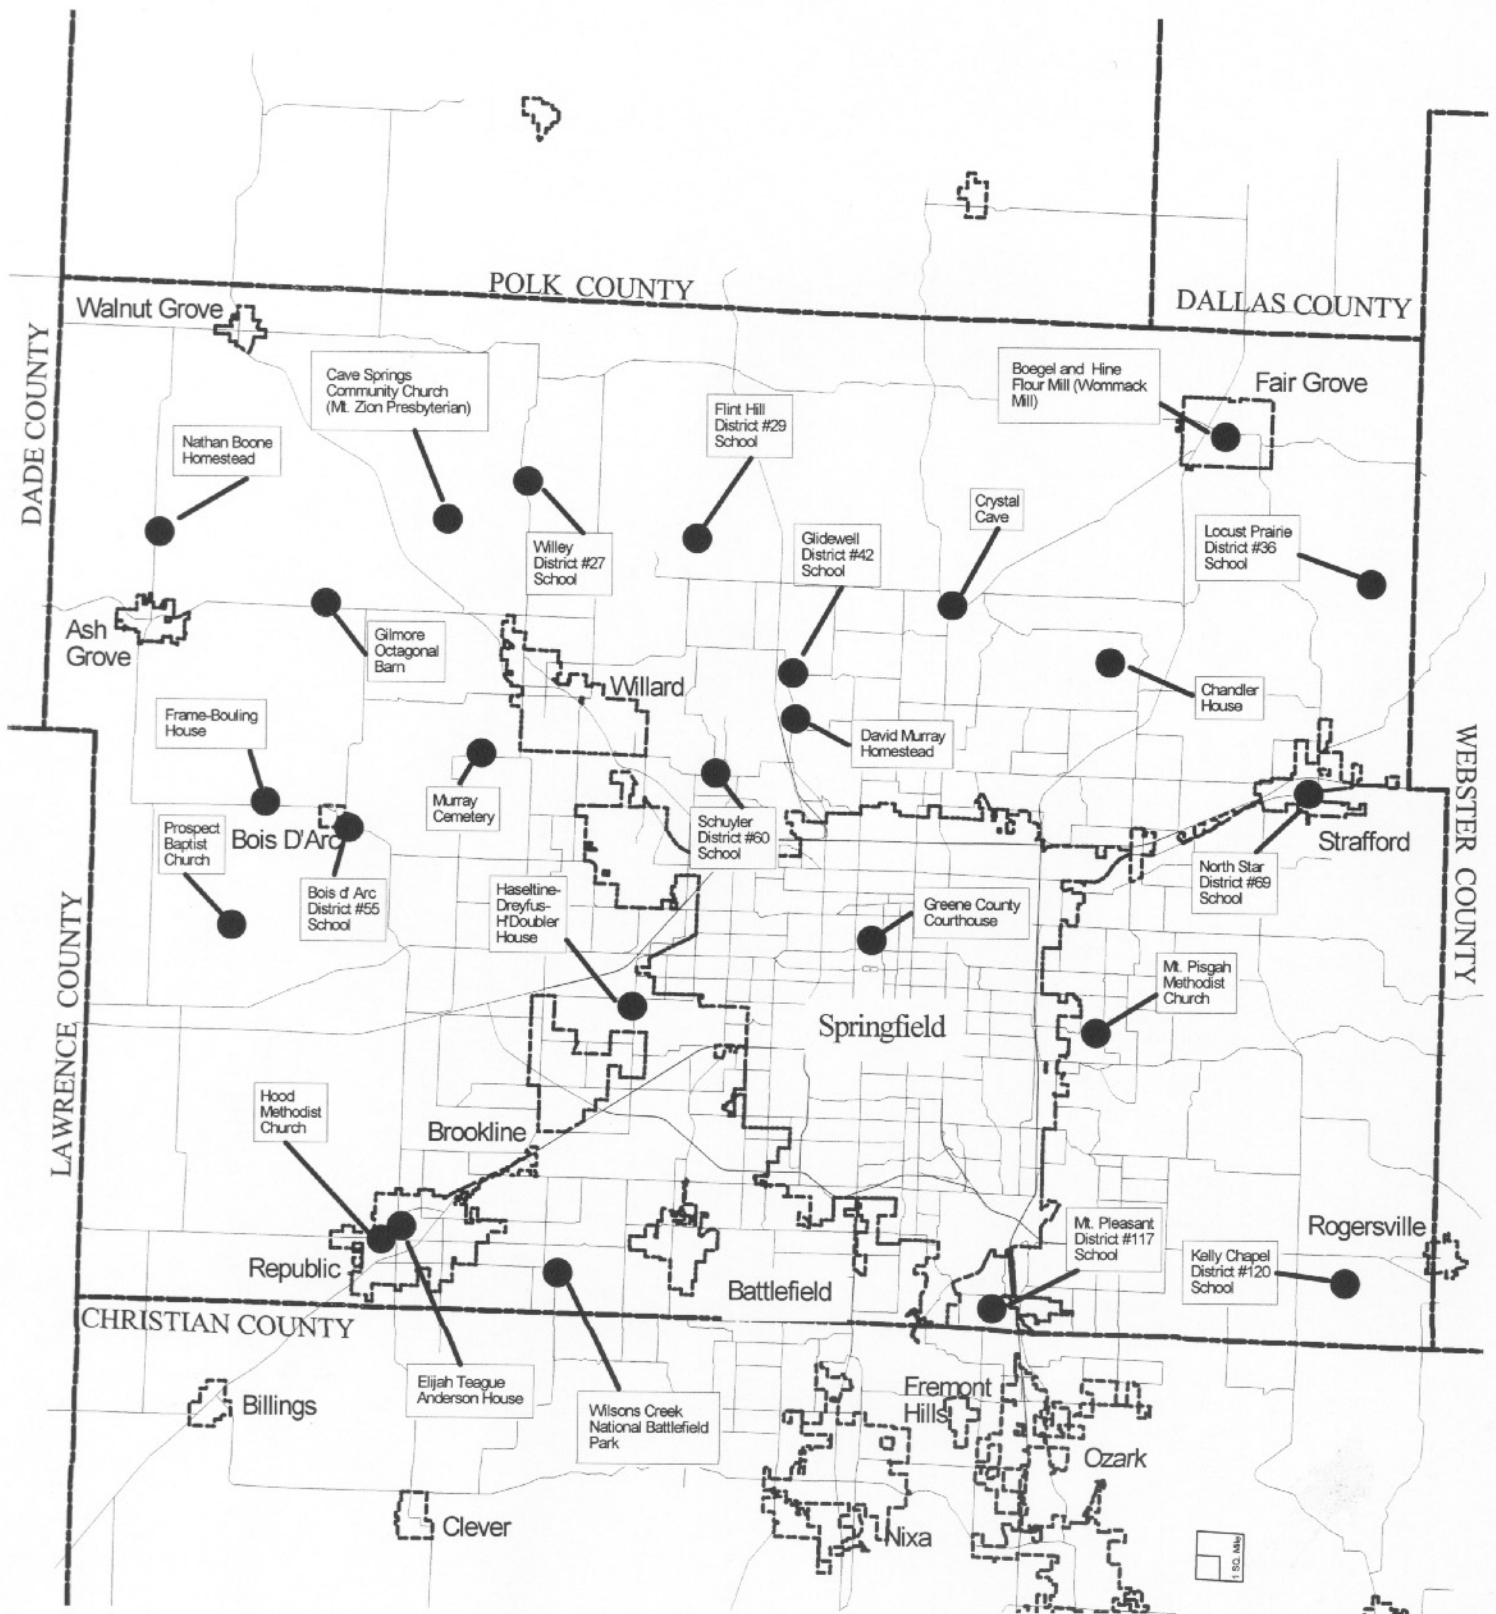 POLK COUNTY
DALLAS COUNTY
Walnut Grove
DADE COUNTY
Cave Springs
Community Church
(Mt. Zion Presbyterian)
Boegel and Hine
Flour Mill (Wommack
Mill)
Fair Grove
Flint Hill
District #29
School
Nathan Boone
Homestead
Crystal
Cave
Willey
District #27
School
Glidewell
District #42
School
Locust Prairie
District #36
School
Ash
Grove
Gilmore
Octagonal
Barn
Willard
Chandler
House
Frame-Bouling
House
David Murray
Homestead
WEBSTER COUNTY
Murray
Cemetery
Prospect
Baptist
Church
Bois D'Arc
Schuyler
District #60
School
Strafford
North Star
District #69
School
Bois d' Arc
District #55
School
Haseltine-
Dreyfus-
H'Doubler
House
Greene County
Courthouse
LAWRENCE COUNTY
Mt. Pisgah
Methodist
Church
Springfield
Hood
Methodist
Church
Brookline
Mt. Pleasant
District #117
School
Rogersville
Republic
Kelly Chapel
District #120
School
Battlefield
CHRISTIAN COUNTY
Elijah Teague
Anderson House
Wilsons Creek
National Battlefield
Park
Billings
Fremont
Hills
Ozark
Clever
Nixa
1 SQ. Mile